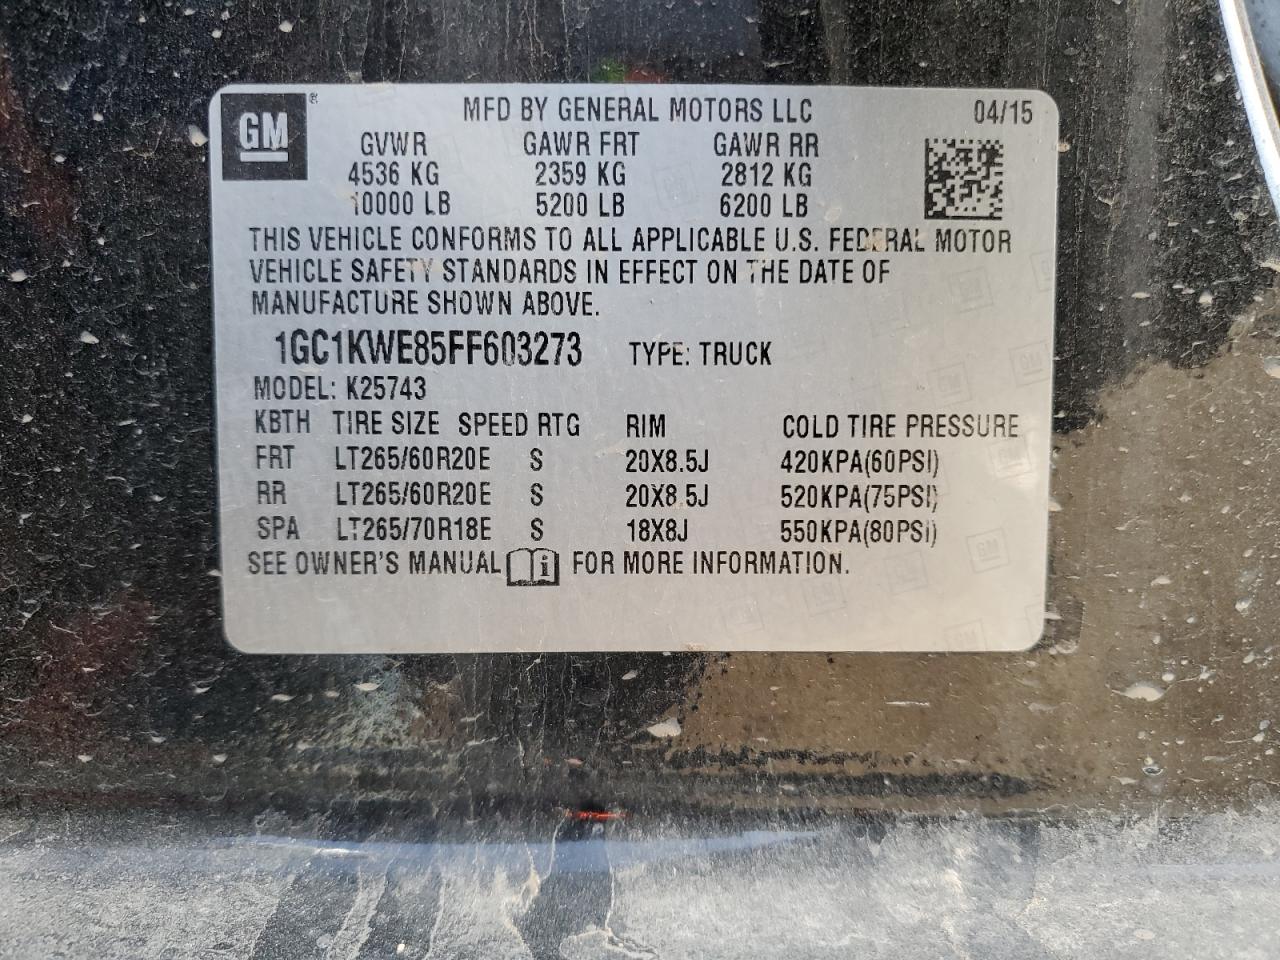 GM® MFD BY GENERAL MOTORS LLC 04/15
GVWR GAWR FRT GAWR RR
4536 KG 2359 KG 2812 KG
10000 LB 5200 LB 6200 LB
THIS VEHICLE CONFORMS TO ALL APPLICABLE U.S. FEDERAL MOTOR
VEHICLE SAFETY STANDARDS IN EFFECT ON THE DATE OF
MANUFACTURE SHOWN ABOVE.
1GC1KWE85FF603273 TYPE: TRUCK
MODEL: K25743
KBTH TIRE SIZE SPEED RTG RIM COLD TIRE PRESSURE
FRT LT265/60R20E S 20X8.5J 420KPA(60PSI)
RR LT265/60R20E S 20X8.5J 520KPA(75PSI)
SPA LT265/70R18E S 18X8J 550KPA(80PSI)
SEE OWNER'S MANUAL i FOR MORE INFORMATION.